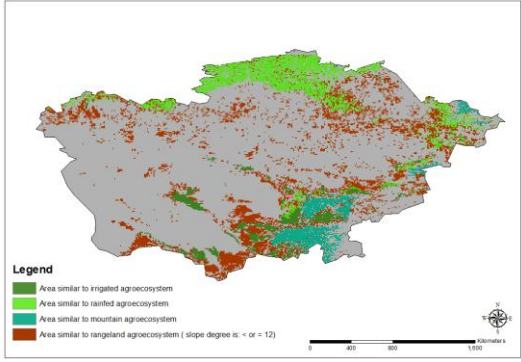 Legend
Area similar to irrigated agroecosystem
Area similar to rainfed agroecosystem
Area similar to mountain agroecosystem
Area similar to rangeland agroecosystem ( slope degree is: < or = 12)
N
W E
S
Kilometers
0 400 800 1,600